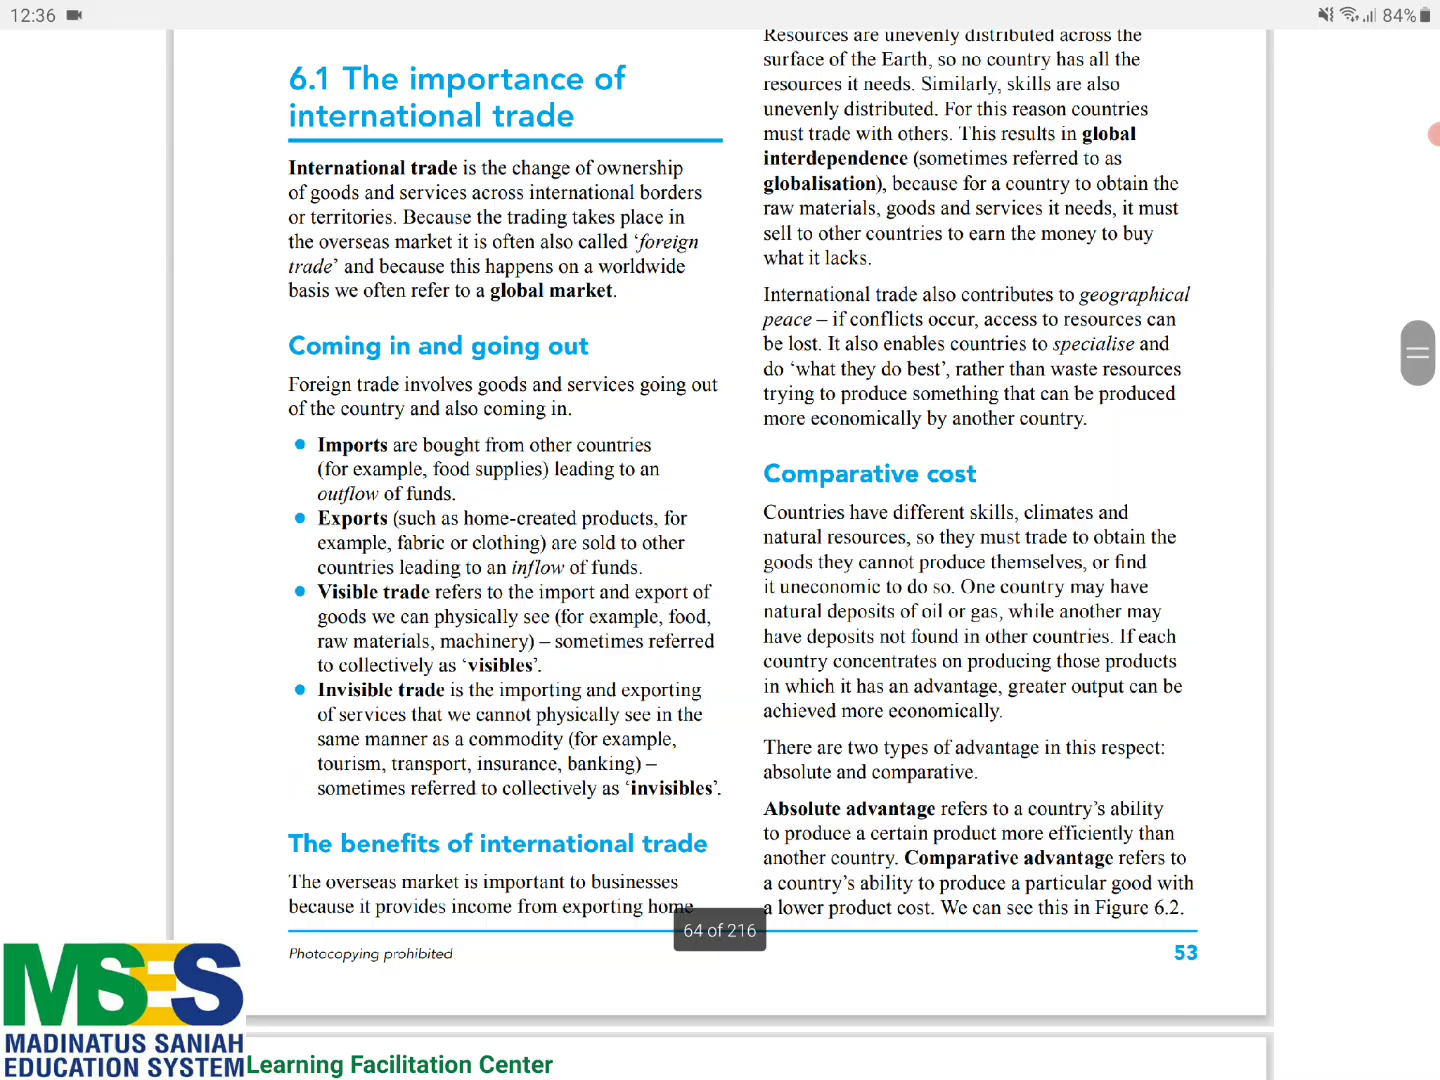 12:36
84%
6.1 The importance of
international trade
International trade is the change of ownership
of goods and services across international borders
or territories. Because the trading takes place in
the overseas market it is often also called ‘foreign
trade’ and because this happens on a worldwide
basis we often refer to a global market.
Coming in and going out
Foreign trade involves goods and services going out
of the country and also coming in.
• Imports are bought from other countries
(for example, food supplies) leading to an
outflow of funds.
• Exports (such as home-created products, for
example, fabric or clothing) are sold to other
countries leading to an inflow of funds.
• Visible trade refers to the import and export of
goods we can physically see (for example, food,
raw materials, machinery) – sometimes referred
to collectively as ‘visibles’.
• Invisible trade is the importing and exporting
of services that we cannot physically see in the
same manner as a commodity (for example,
tourism, transport, insurance, banking) –
sometimes referred to collectively as ‘invisibles’.
The benefits of international trade
The overseas market is important to businesses
because it provides income from exporting home
Resources are unevenly distributed across the
surface of the Earth, so no country has all the
resources it needs. Similarly, skills are also
unevenly distributed. For this reason countries
must trade with others. This results in global
interdependence (sometimes referred to as
globalisation), because for a country to obtain the
raw materials, goods and services it needs, it must
sell to other countries to earn the money to buy
what it lacks.
International trade also contributes to geographical
peace – if conflicts occur, access to resources can
be lost. It also enables countries to specialise and
do ‘what they do best’, rather than waste resources
trying to produce something that can be produced
more economically by another country.
Comparative cost
Countries have different skills, climates and
natural resources, so they must trade to obtain the
goods they cannot produce themselves, or find
it uneconomic to do so. One country may have
natural deposits of oil or gas, while another may
have deposits not found in other countries. If each
country concentrates on producing those products
in which it has an advantage, greater output can be
achieved more economically.
There are two types of advantage in this respect:
absolute and comparative.
Absolute advantage refers to a country’s ability
to produce a certain product more efficiently than
another country. Comparative advantage refers to
a country’s ability to produce a particular good with
a lower product cost. We can see this in Figure 6.2.
64 of 216
Photocopying prohibited
53
MSES
MADINATUS SANIAH
EDUCATION SYSTEM
Learning Facilitation Center